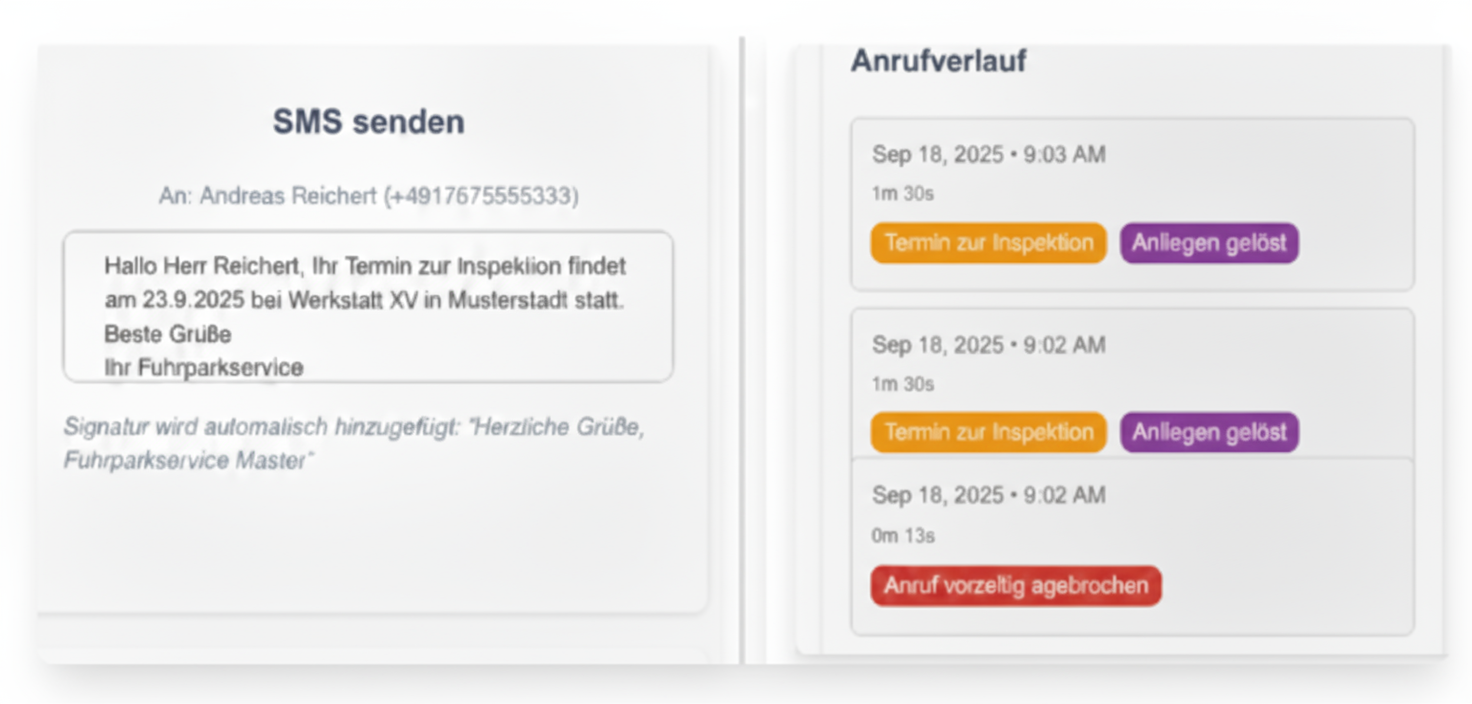 SMS senden
An: Andreas Reichert (+4917675555333)
Hallo Herr Reichert, Ihr Termin zur Inspekiion findet
am 23.9.2025 bei Werkstatt XV in Musterstadt statt.
Beste Grüße
Ihr Fuhrparkservice
Signatur wird automalisch hinzugefügt: "Herzliche Grüße,
Fuhrparkservice Master"
Anrufverlauf
Sep 18, 2025 • 9:03 AM
1m 30s
Termin zur Inspektion
Anliegen gelöst
Sep 18, 2025 • 9:02 AM
1m 30s
Termin zur Inspektion
Anliegen gelöst
Sep 18, 2025 • 9:02 AM
0m 13s
Anruf vorzeltig agebrochen